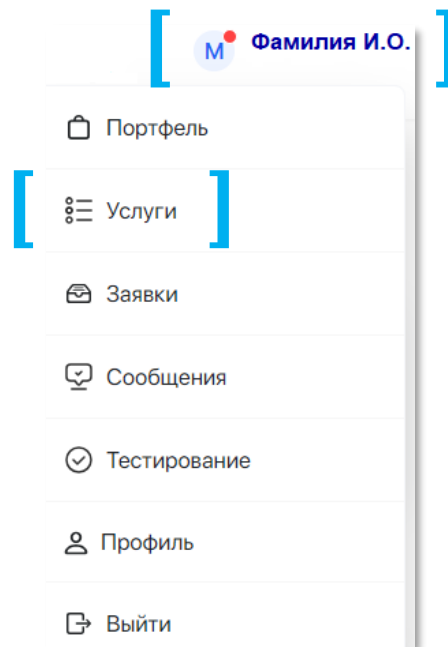 М Фамилия И.О.
Портфель
Услуги
Заявки
Сообщения
Тестирование
Профиль
Выйти